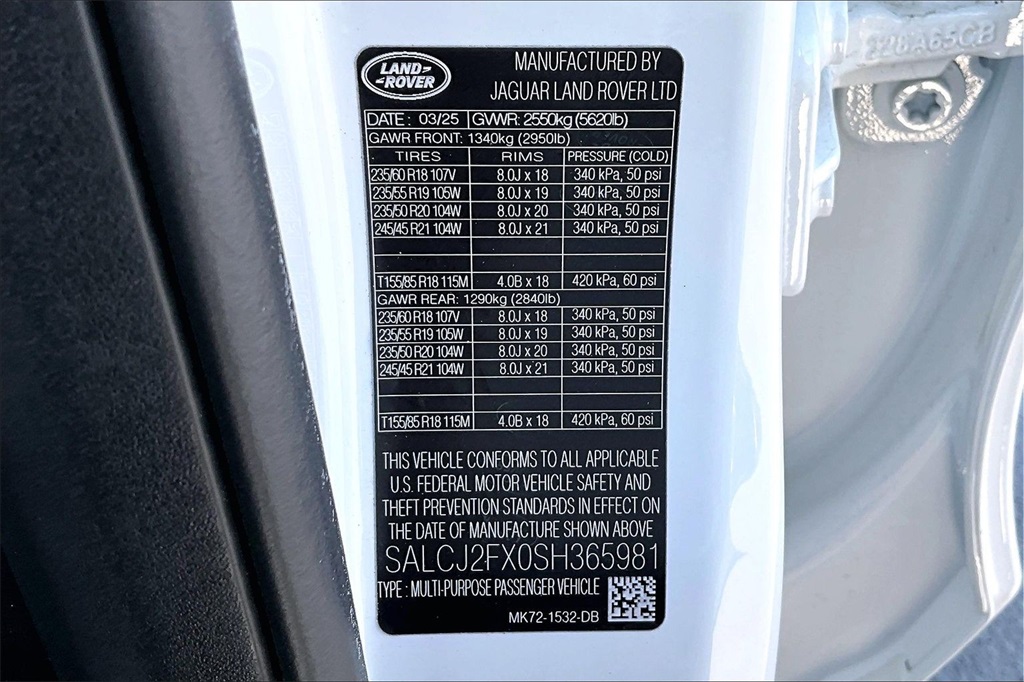 LAND-
-ROVER
MANUFACTURED BY
JAGUAR LAND ROVER LTD
DATE: 03/25 GVWR: 2550kg (5620lb)
GAWR FRONT: 1340kg (2950lb)
TIRES RIMS PRESSURE (COLD)
235/60 R18 107V 8.0J x 18 340 kPa, 50 psi
235/55 R19 105W 8.0J x 19 340 kPa, 50 psi
235/50 R20 104W 8.0J x 20 340 kPa, 50 psi
245/45 R21 104W 8.0J x 21 340 kPa, 50 psi
T155/85 R18 115M 4.0B x 18 420 kPa, 60 psi
GAWR REAR: 1290kg (2840lb)
235/60 R18 107V 8.0J x 18 340 kPa, 50 psi
235/55 R19 105W 8.0J x 19 340 kPa, 50 psi
235/50 R20 104W 8.0J x 20 340 kPa, 50 psi
245/45 R21 104W 8.0J x 21 340 kPa, 50 psi
T155/85 R18 115M 4.0B x 18 420 kPa, 60 psi
THIS VEHICLE CONFORMS TO ALL APPLICABLE
U.S. FEDERAL MOTOR VEHICLE SAFETY AND
THEFT PREVENTION STANDARDS IN EFFECT ON
THE DATE OF MANUFACTURE SHOWN ABOVE
SALCJ2FX0SH365981
TYPE : MULTI-PURPOSE PASSENGER VEHICLE
MK72-1532-DB